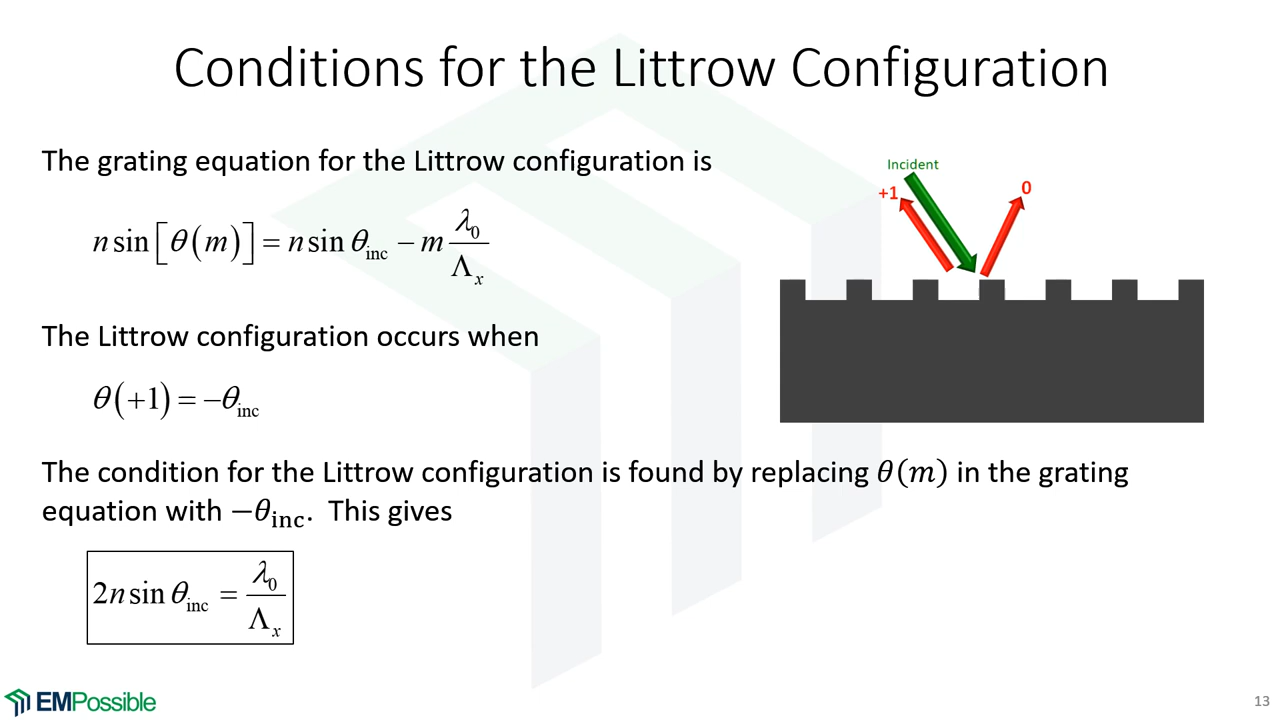 Conditions for the Littrow Configuration
The grating equation for the Littrow configuration is
n sin[θ(m)] = n sin θ_inc − m λ₀/Λ_x
The Littrow configuration occurs when
θ(+1) = −θ_inc
The condition for the Littrow configuration is found by replacing θ(m) in the grating
equation with −θ_inc. This gives
2n sin θ_inc = λ₀/Λ_x
Incident
+1
0
EMPossible
13